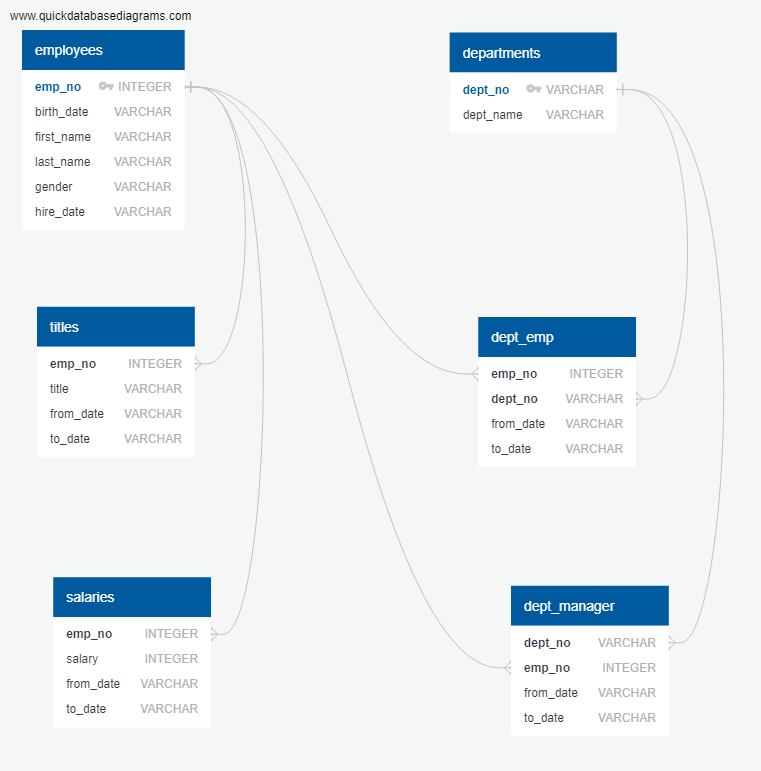 www.quickdatabasediagrams.com
employees
emp_no INTEGER
birth_date VARCHAR
first_name VARCHAR
last_name VARCHAR
gender VARCHAR
hire_date VARCHAR
departments
dept_no VARCHAR
dept_name VARCHAR
titles
emp_no INTEGER
title VARCHAR
from_date VARCHAR
to_date VARCHAR
dept_emp
emp_no INTEGER
dept_no VARCHAR
from_date VARCHAR
to_date VARCHAR
salaries
emp_no INTEGER
salary INTEGER
from_date VARCHAR
to_date VARCHAR
dept_manager
dept_no VARCHAR
emp_no INTEGER
from_date VARCHAR
to_date VARCHAR